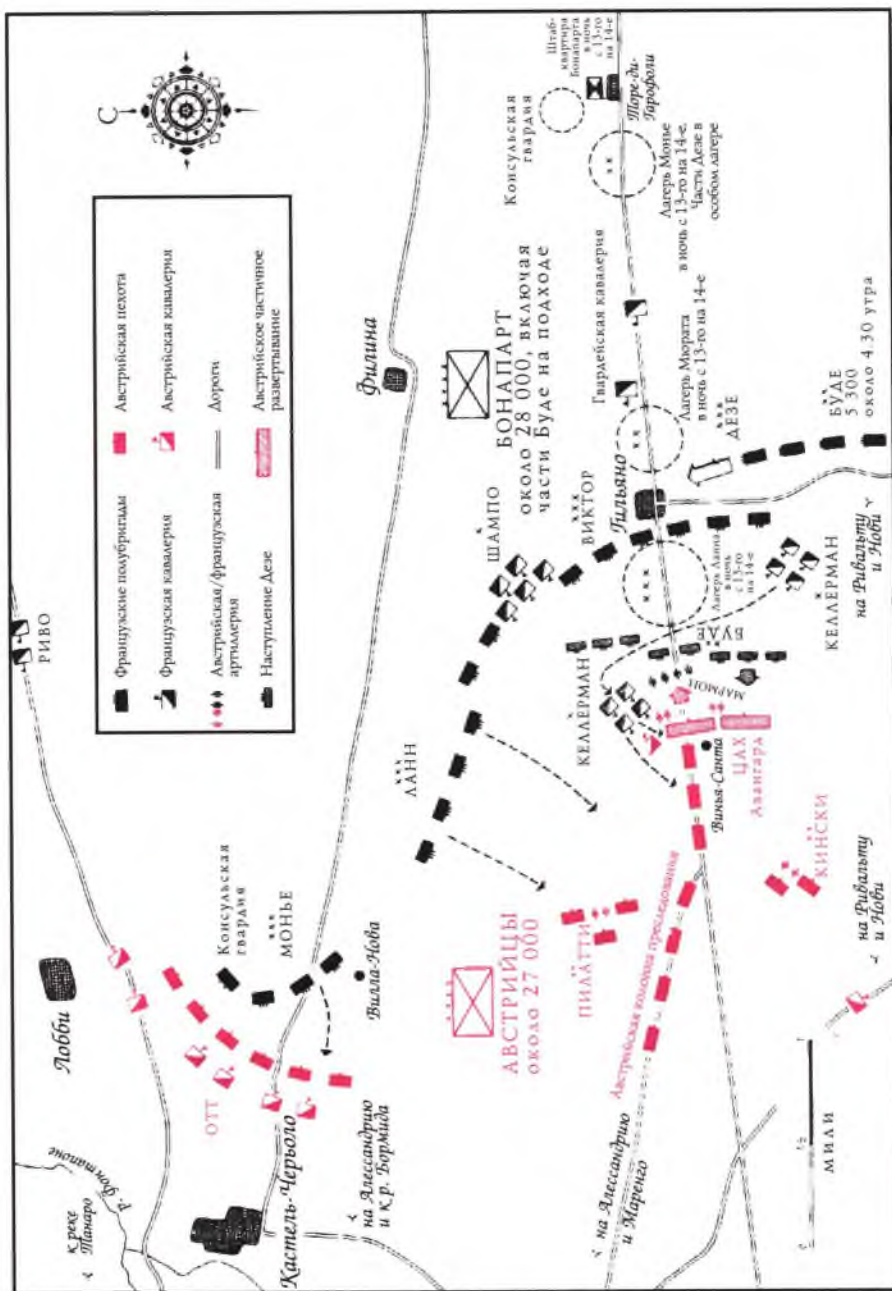 С
Французские полубригады
Австрийская пехота
Французская кавалерия
Австрийская кавалерия
Австрийская/французская
артиллерия
Дороги
Наступление Дезе
Австрийское частичное
развертывание
к реке
Танаро
р. Фонтаноне
Лобби
РИВО
ОТТ
Кастель-Черьоло
на Алессандрию
и к р. Бормида
Консульская
гвардия
МОНЬЕ
Вилла-Нова
Филина
ЛАНН
ШАМПО
ВИКТОР
БОНАПАРТ
около 28 000, включая
части Буде на подходе
Консульская
гвардия
Штаб-
квартира
Бонапарта
в ночь
с 13-го
на 14-е
Торе-ди-
Гарофоли
Лагерь Монье
в ночь с 13-го на 14-е.
Части Дезе в
особом лагере
Гвардейская кавалерия
Лагерь Мюрата
в ночь с 13-го на 14-е
Гильяно
ДЕЗЕ
БУДЕ
5 300
около 4.30 утра
Лагерь Ланна
в ночь
с 13-го
на 14-е
КЕЛЛЕРМАН
на Ривальту
и Нови
КЕЛЛЕРМАН
БУДЕ
МАРМОН
ЦАХ
Авангард
Винья-Санта
АВСТРИЙЦЫ
около 27 000
ПИЛАТТИ
КИНСКИ
Австрийская колонна преследованья
на Алессандрию
и Маренго
на Ривальту
и Нови
0 1/2 1
МИЛИ